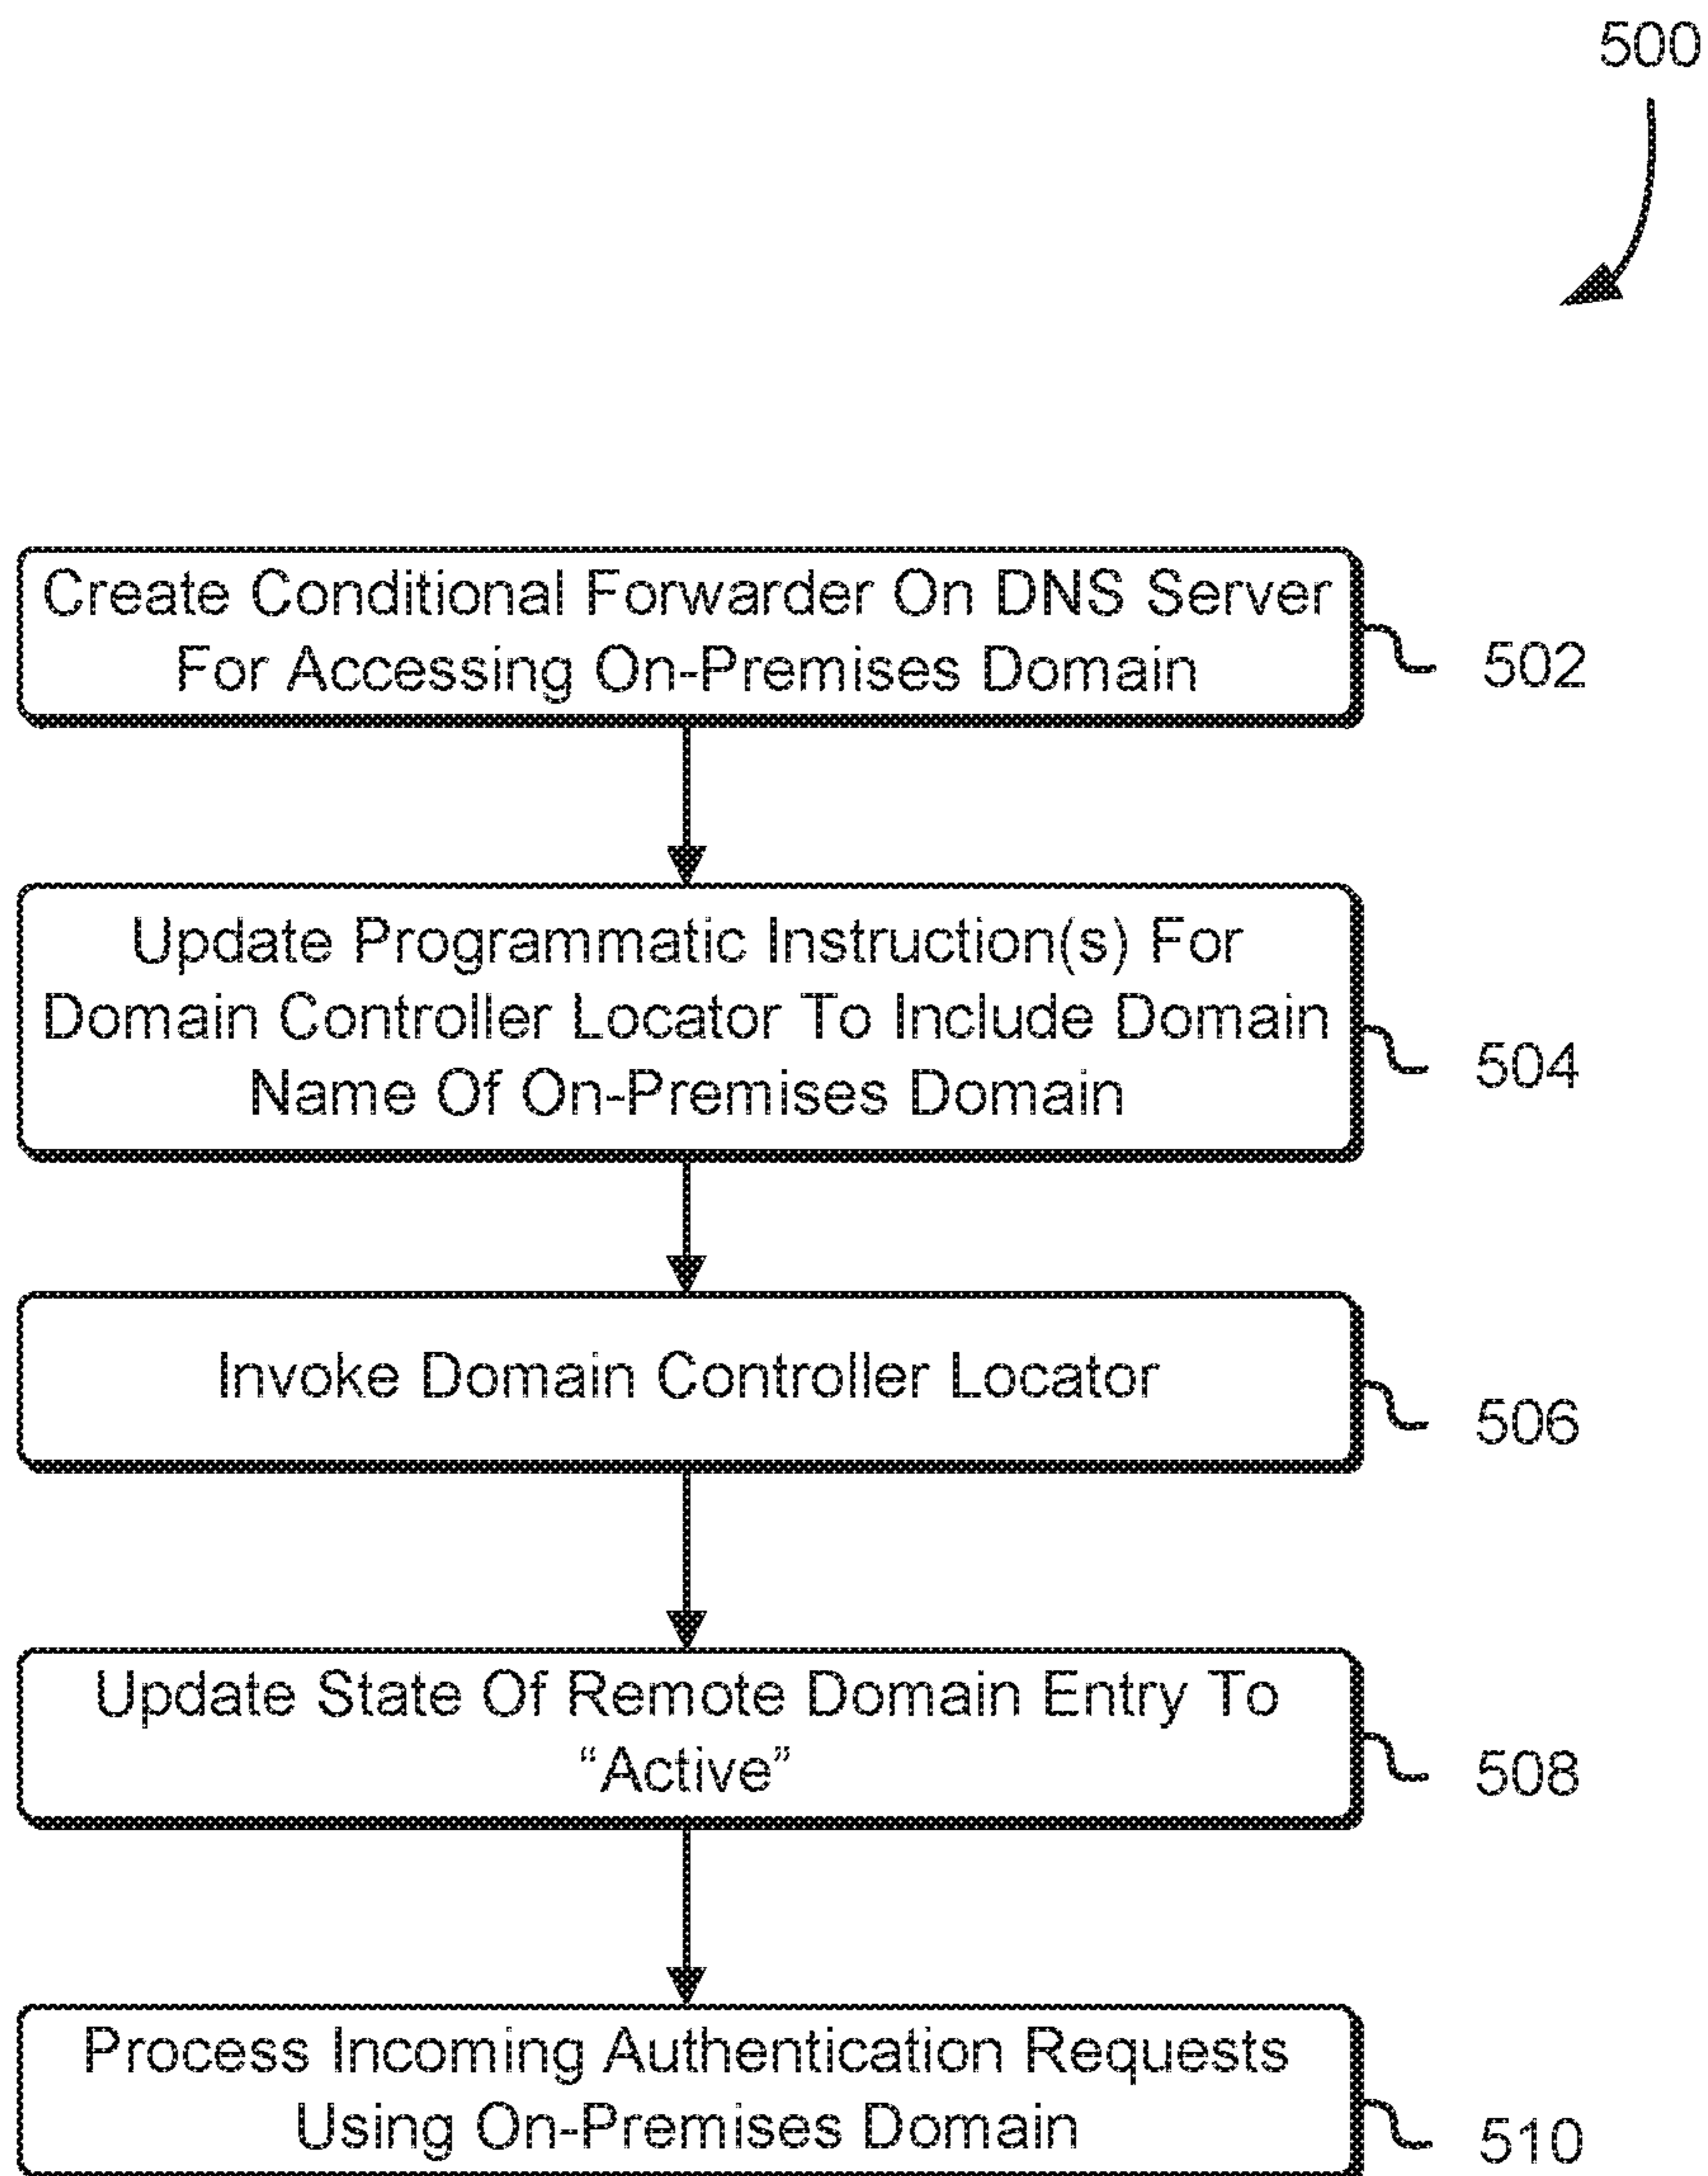 500
Create Conditional Forwarder On DNS Server
For Accessing On-Premises Domain
502
Update Programmatic Instruction(s) For
Domain Controller Locator To Include Domain
Name Of On-Premises Domain
504
Invoke Domain Controller Locator
506
Update State Of Remote Domain Entry To
“Active”
508
Process Incoming Authentication Requests
Using On-Premises Domain
510